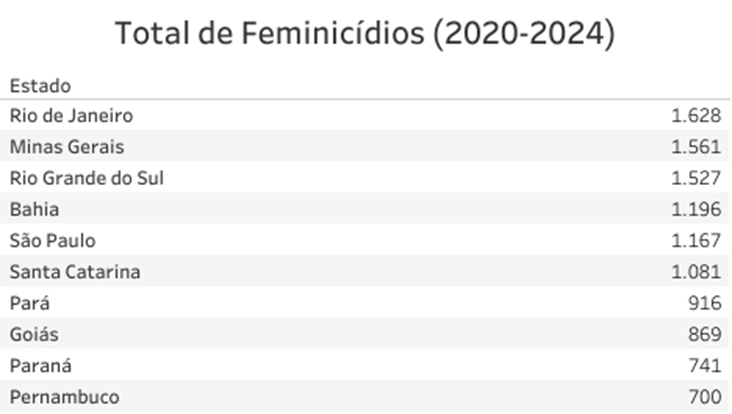 Total de Feminicídios (2020-2024)
Estado
Rio de Janeiro 1.628
Minas Gerais 1.561
Rio Grande do Sul 1.527
Bahia 1.196
São Paulo 1.167
Santa Catarina 1.081
Pará 916
Goiás 869
Paraná 741
Pernambuco 700